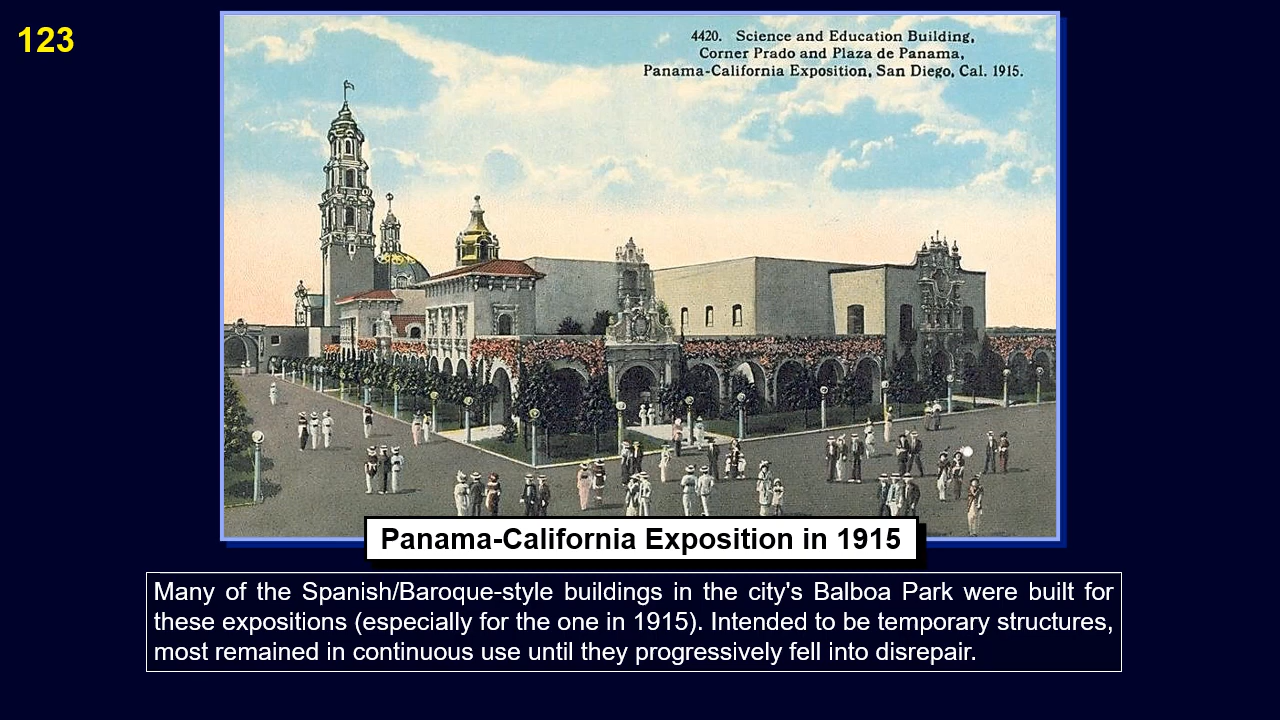 123
4420. Science and Education Building,
Corner Prado and Plaza de Panama,
Panama-California Exposition, San Diego, Cal. 1915.
Panama-California Exposition in 1915
Many of the Spanish/Baroque-style buildings in the city's Balboa Park were built for
these expositions (especially for the one in 1915). Intended to be temporary structures,
most remained in continuous use until they progressively fell into disrepair.